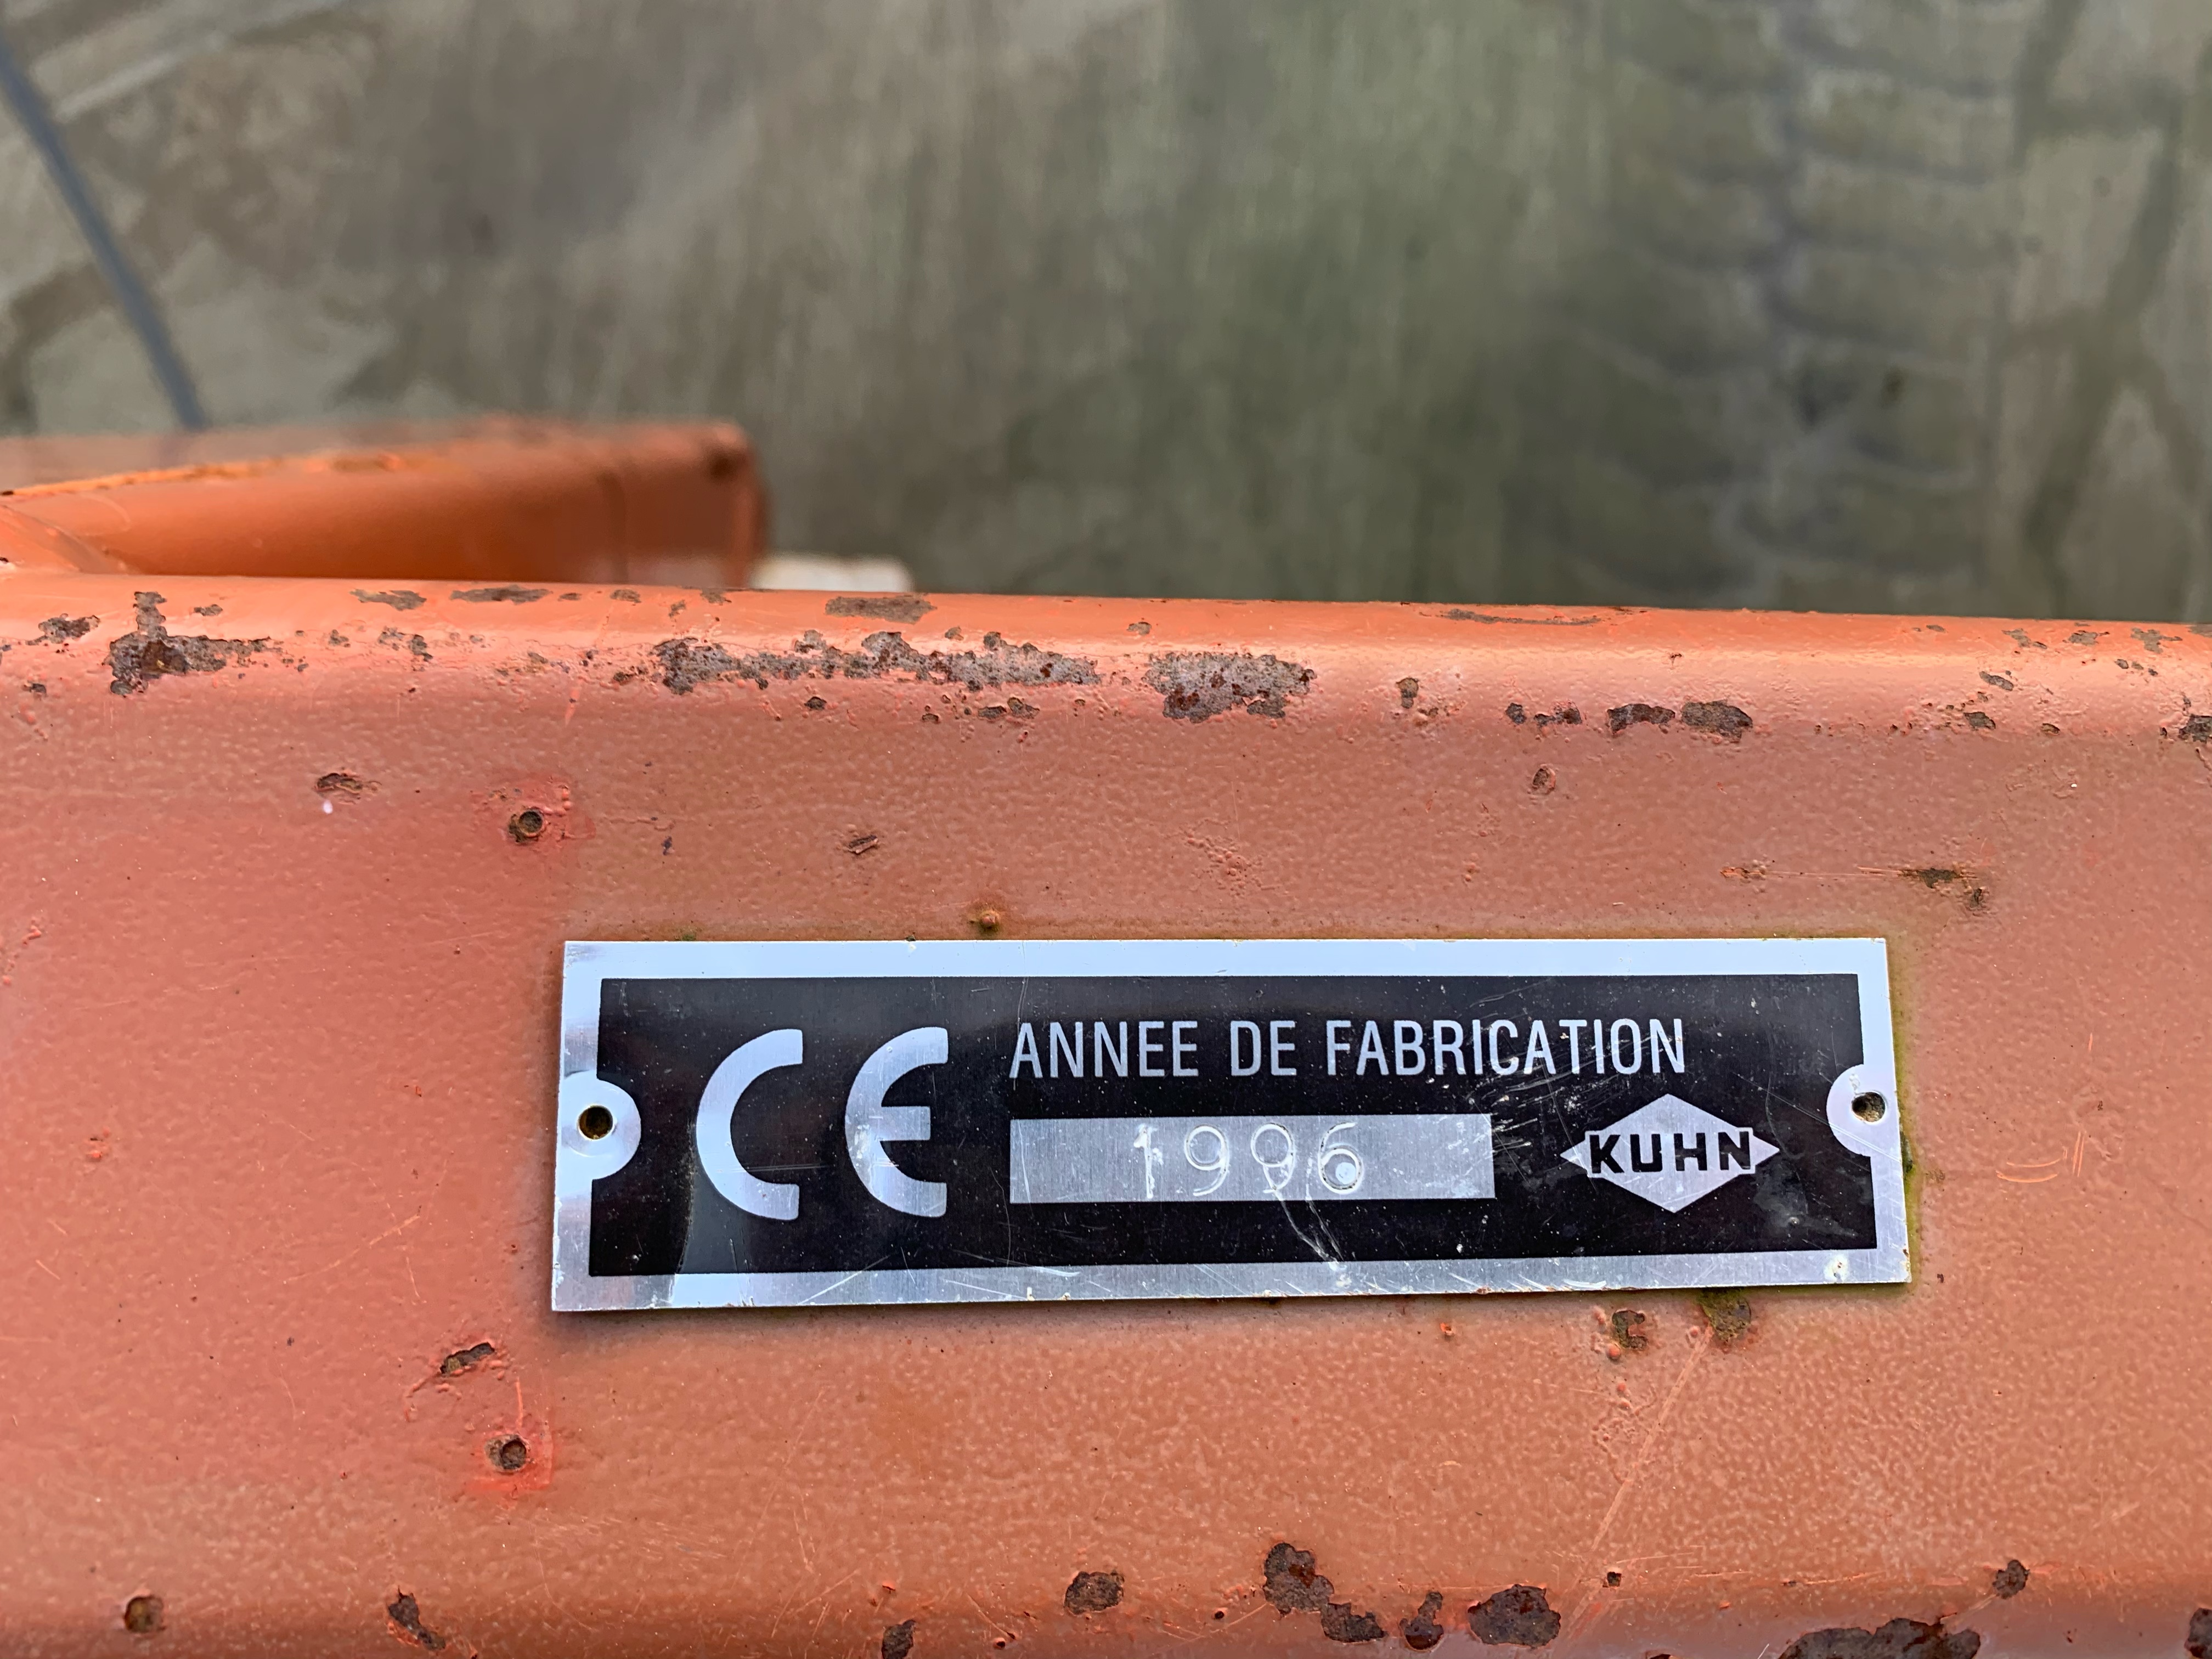 CE
ANNEE DE FABRICATION
1996
KUHN